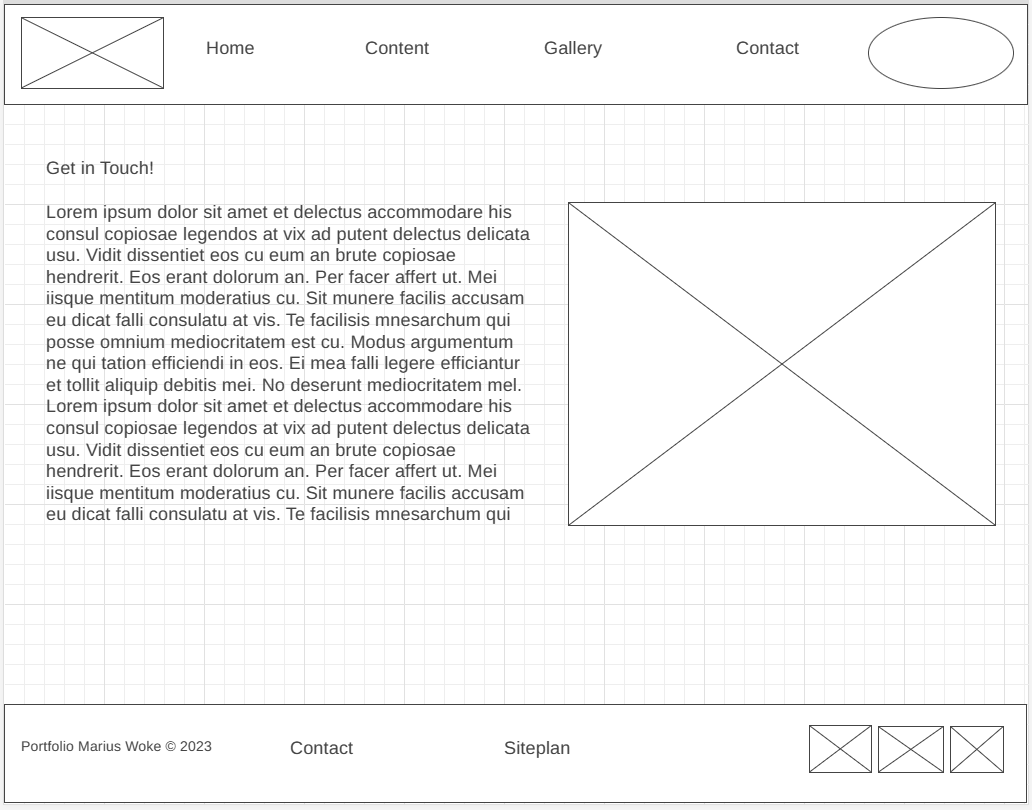 Home Content Gallery Contact
Get in Touch!
Lorem ipsum dolor sit amet et delectus accommodare his
consul copiosae legendos at vix ad putent delectus delicata
usu. Vidit dissentiet eos cu eum an brute copiosae
hendrerit. Eos erant dolorum an. Per facer affert ut. Mei
iisque mentitum moderatius cu. Sit munere facilis accusam
eu dicat falli consulatu at vis. Te facilisis mnesarchum qui
posse omnium mediocritatem est cu. Modus argumentum
ne qui tation efficiendi in eos. Ei mea falli legere efficiantur
et tollit aliquip debitis mei. No deserunt mediocritatem mel.
Lorem ipsum dolor sit amet et delectus accommodare his
consul copiosae legendos at vix ad putent delectus delicata
usu. Vidit dissentiet eos cu eum an brute copiosae
hendrerit. Eos erant dolorum an. Per facer affert ut. Mei
iisque mentitum moderatius cu. Sit munere facilis accusam
eu dicat falli consulatu at vis. Te facilisis mnesarchum qui
Portfolio Marius Woke © 2023 Contact Siteplan